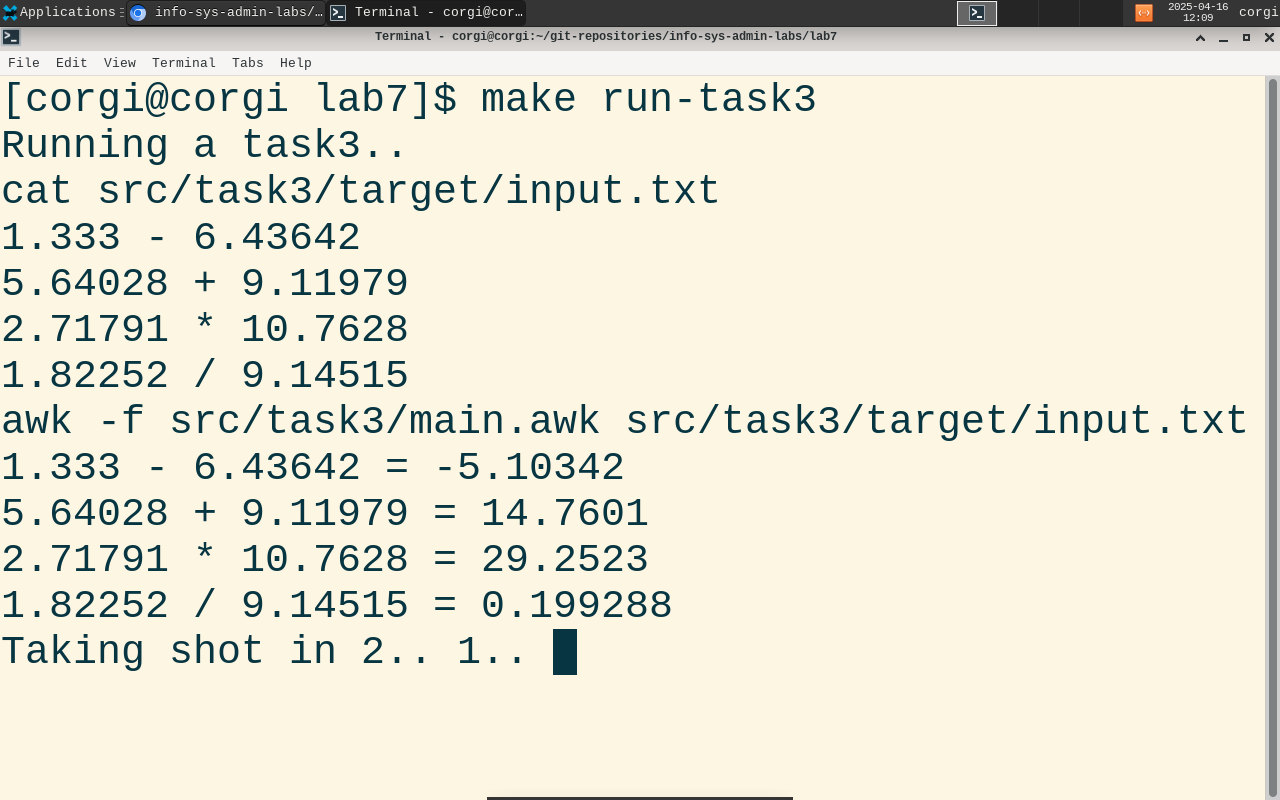 Applications info-sys-admin-labs/... Terminal - corgi@cor... 2025-04-16 12:09 corgi
Terminal - corgi@corgi:~/git-repositories/info-sys-admin-labs/lab7
File Edit View Terminal Tabs Help
[corgi@corgi lab7]$ make run-task3
Running a task3..
cat src/task3/target/input.txt
1.333 - 6.43642
5.64028 + 9.11979
2.71791 * 10.7628
1.82252 / 9.14515
awk -f src/task3/main.awk src/task3/target/input.txt
1.333 - 6.43642 = -5.10342
5.64028 + 9.11979 = 14.7601
2.71791 * 10.7628 = 29.2523
1.82252 / 9.14515 = 0.199288
Taking shot in 2.. 1..